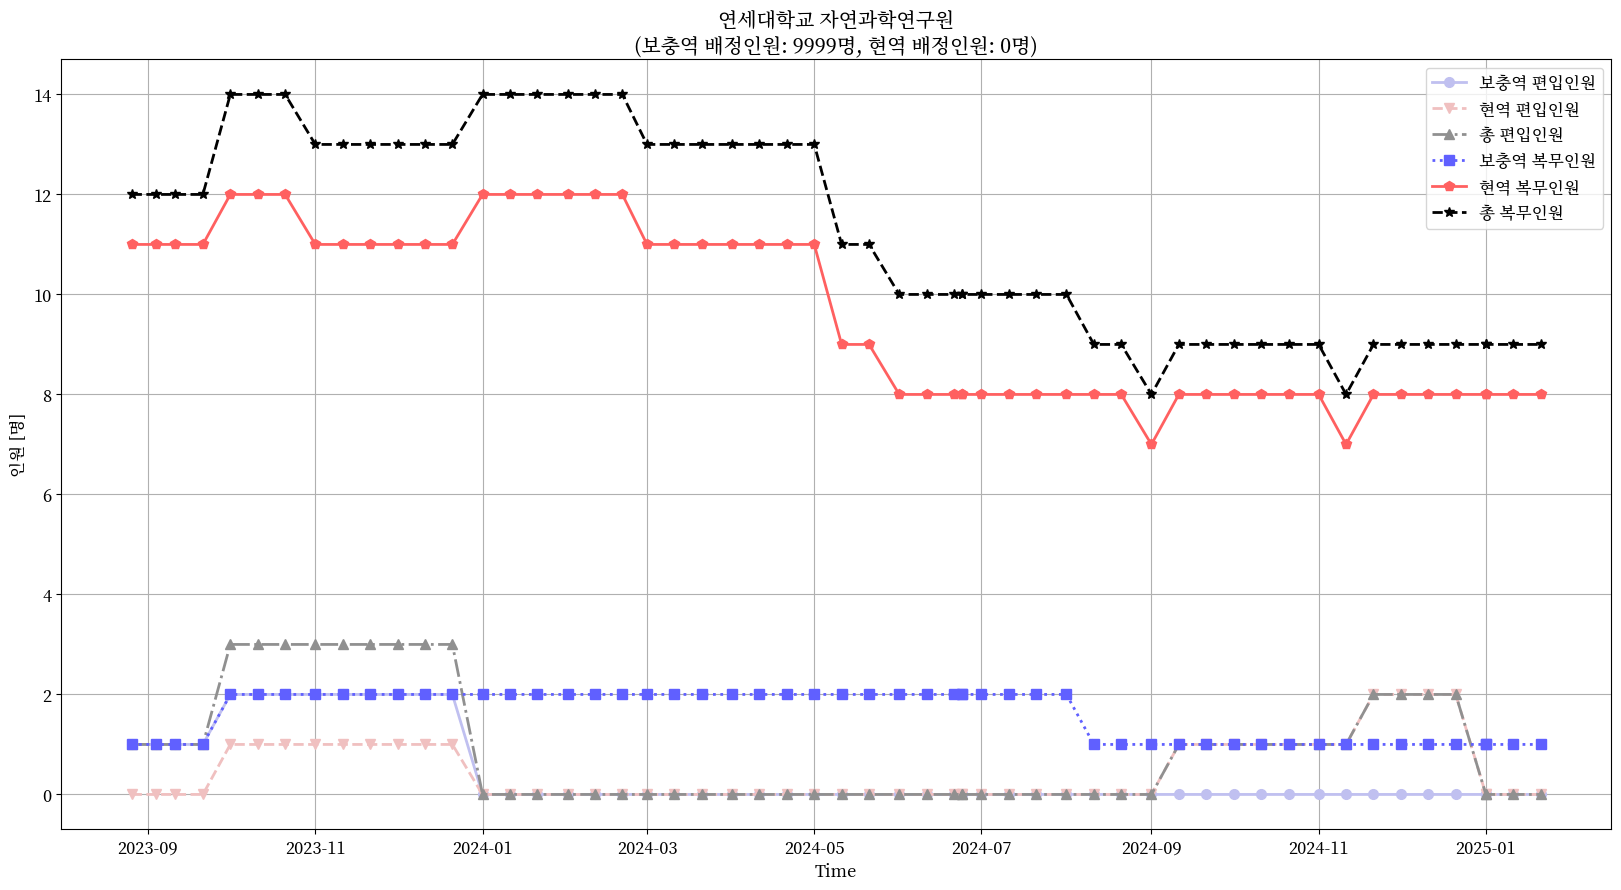 연세대학교 자연과학연구원
(보충역 배정인원: 9999명, 현역 배정인원: 0명)
보충역 편입인원
현역 편입인원
총 편입인원
보충역 복무인원
현역 복무인원
총 복무인원
인원 [명]
14
12
10
8
6
4
2
0
2023-09
2023-11
2024-01
2024-03
2024-05
2024-07
2024-09
2024-11
2025-01
Time